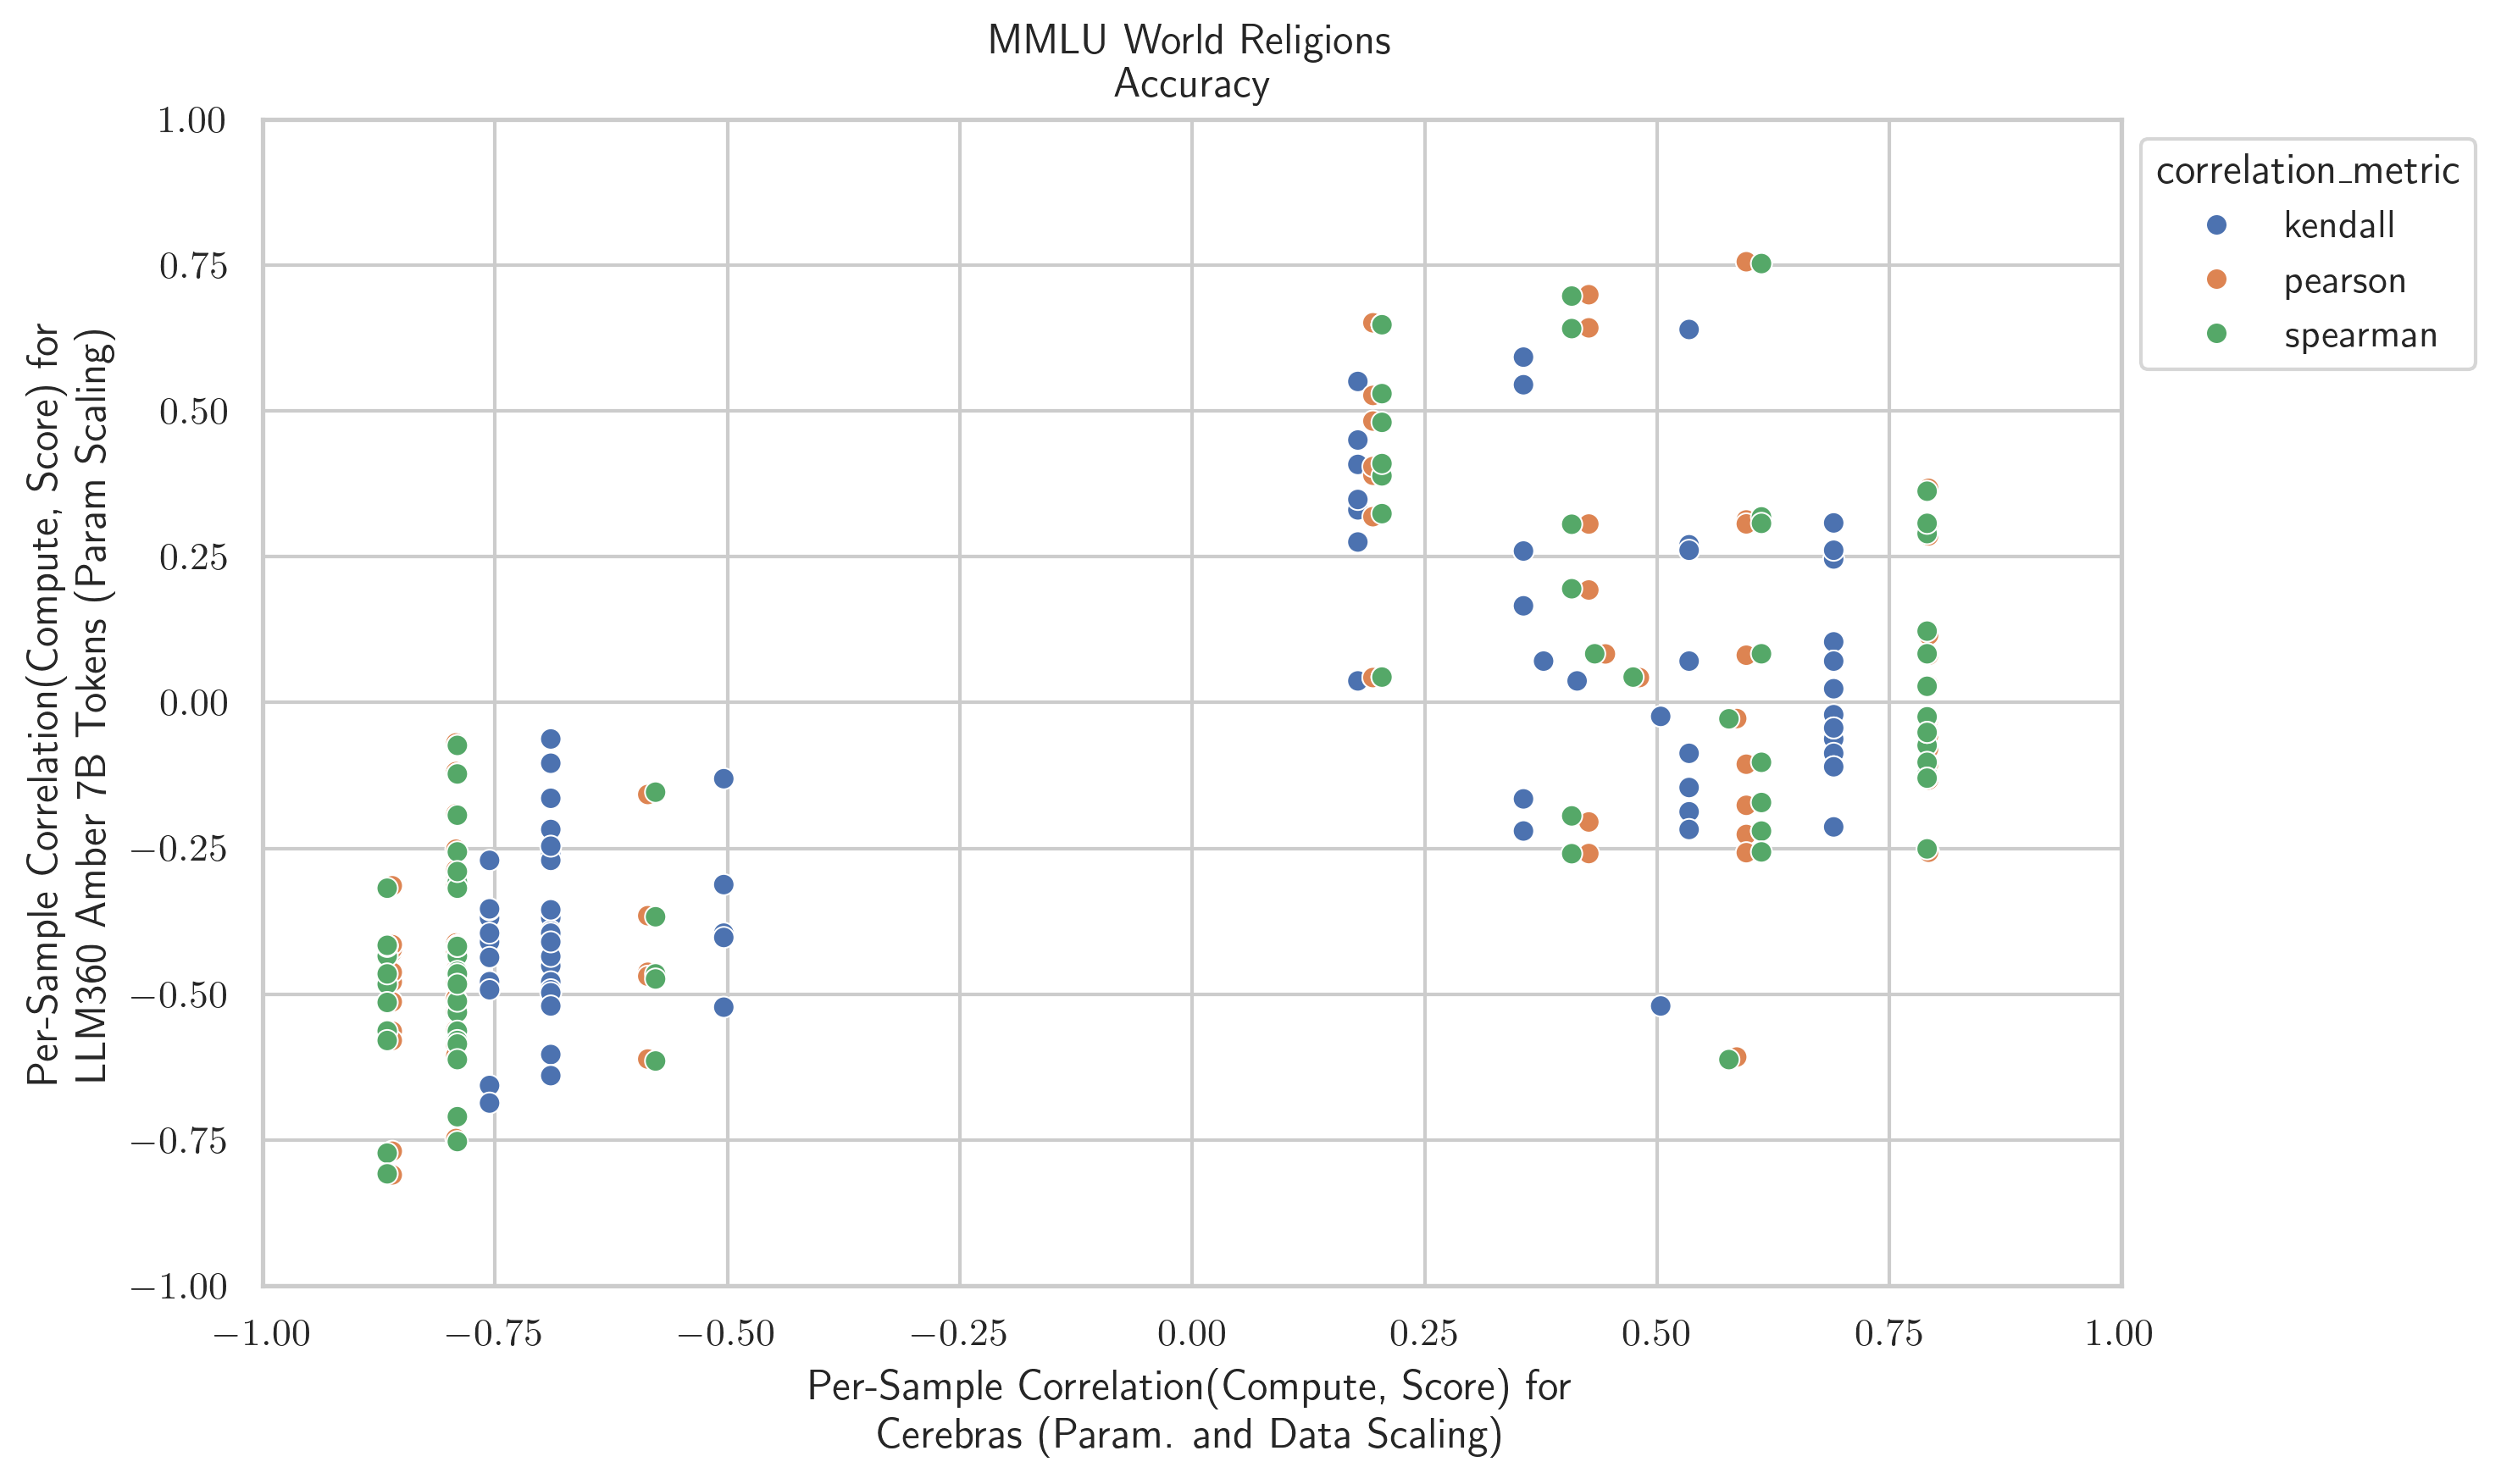 MMLU World Religions
Accuracy
1.00
0.75
0.50
0.25
0.00
−0.25
−0.50
−0.75
−1.00
Per-Sample Correlation(Compute, Score) for
LLM360 Amber 7B Tokens (Param Scaling)
correlation_metric
kendall
pearson
spearman
−1.00
−0.75
−0.50
−0.25
0.00
0.25
0.50
0.75
1.00
Per-Sample Correlation(Compute, Score) for
Cerebras (Param. and Data Scaling)